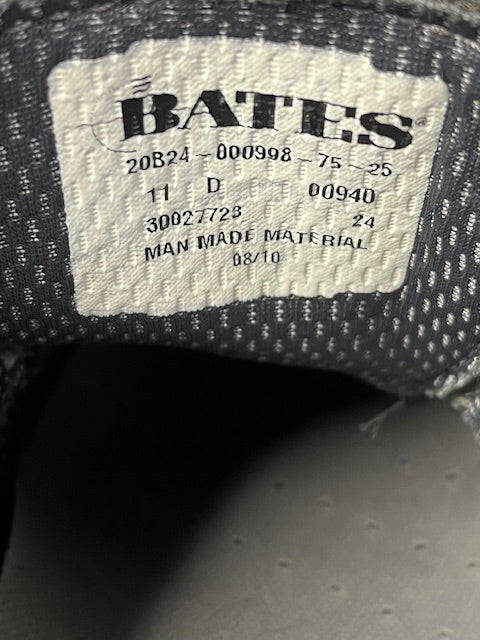 BATES
20B24-000998-75-25
11 D 00940
30027723 24
MAN MADE MATERIAL
08/10